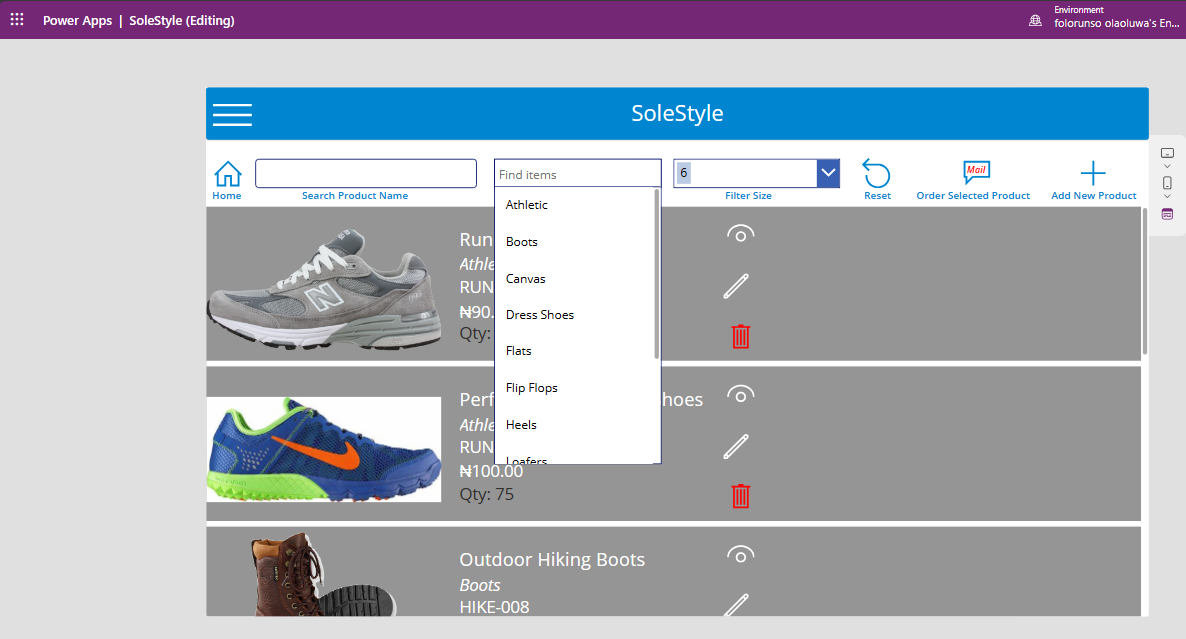 Power Apps | SoleStyle (Editing)
Environment
folorunso olaoluwa's En...
SoleStyle
Find items
6
Mail
Home
Search Product Name
Filter Size
Reset
Order Selected Product
Add New Product
Athletic
Boots
Canvas
Dress Shoes
Flats
Flip Flops
Heels
Loafers
Run
Athle
RUN
₦90.
Qty:
N
Perf hoes
Athle
RUN
₦100.00
Qty: 75
Outdoor Hiking Boots
Boots
HIKE-008